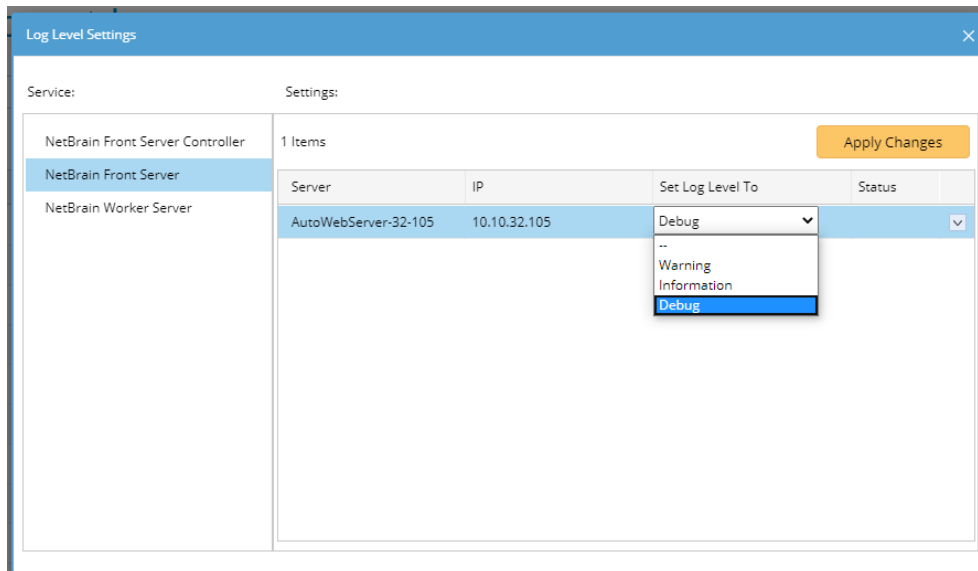 Log Level Settings
Service:
Settings:
NetBrain Front Server Controller
NetBrain Front Server
NetBrain Worker Server
1 Items
Apply Changes
Server IP Set Log Level To Status
AutoWebServer-32-105 10.10.32.105 Debug
--
Warning
Information
Debug